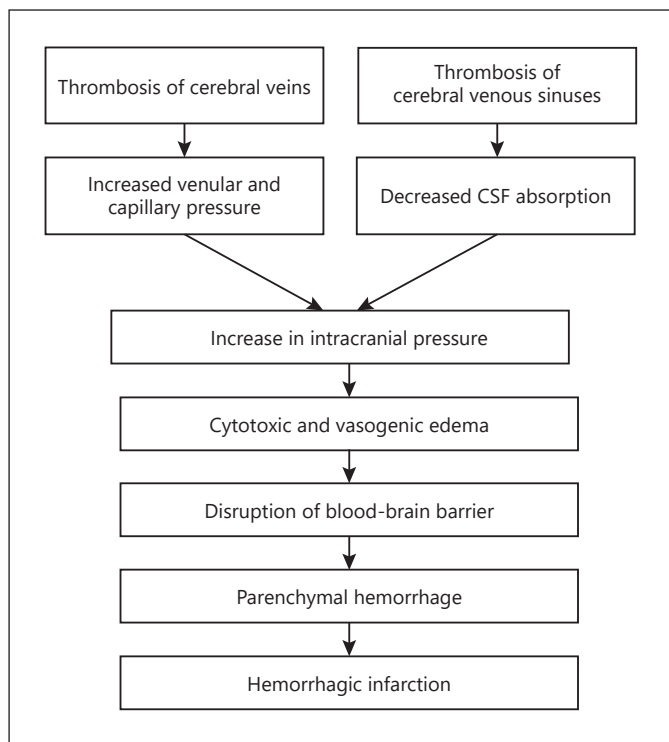 Thrombosis of cerebral veins
Thrombosis of
cerebral venous sinuses
Increased venular and
capillary pressure
Decreased CSF absorption
Increase in intracranial pressure
Cytotoxic and vasogenic edema
Disruption of blood-brain barrier
Parenchymal hemorrhage
Hemorrhagic infarction